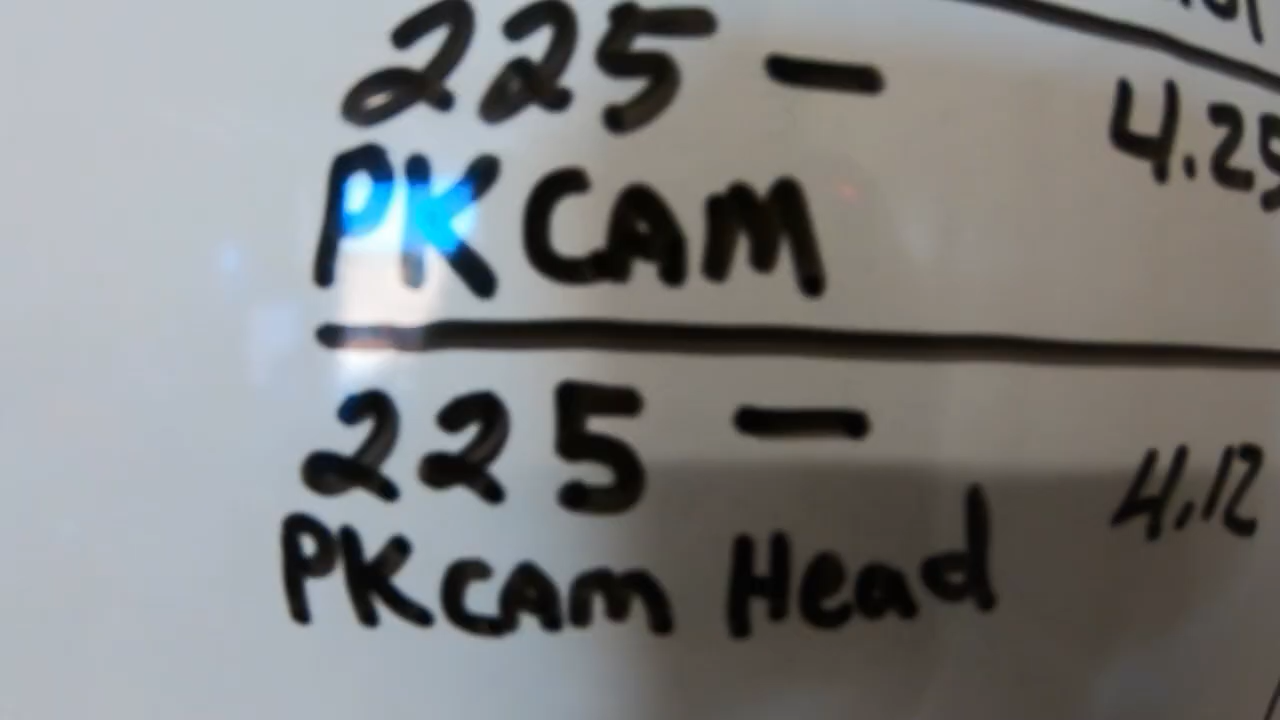 225 — 4.25
PK CAM
225 — 4.12
PK CAM Head